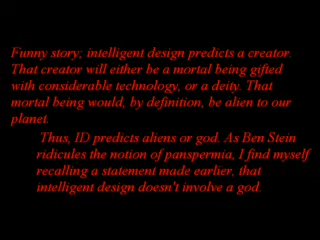 Funny story; intelligent design predicts a creator.
That creator will either be a mortal being gifted
with considerable technology, or a deity. That
mortal being would, by definition, be alien to our
planet.
Thus, ID predicts aliens or god. As Ben Stein
ridicules the notion of panspermia, I find myself
recalling a statement made earlier, that
intelligent design doesn't involve a god.